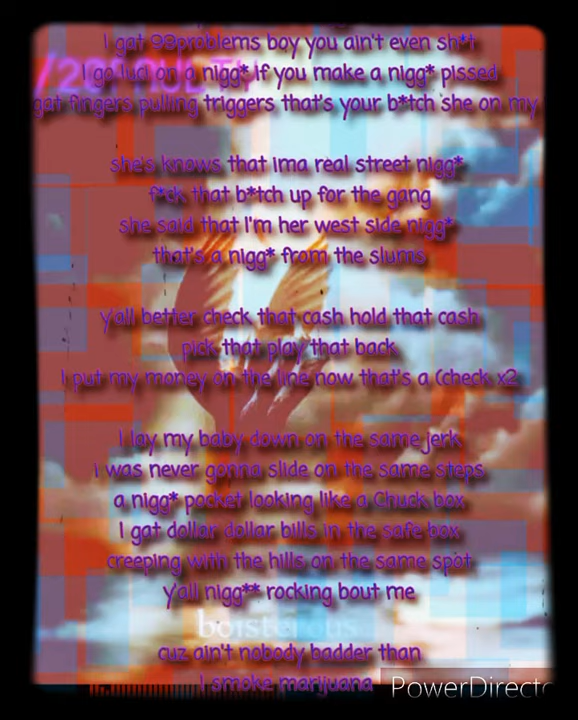 I gat 99problems boy you ain't even sh*t
I go luci on a nigg* if you make a nigg* pissed
gat fingers pulling triggers that's your b*tch she on my
she's knows that ima real street nigg*
f*ck that b*tch up for the gang
she said that I'm her west side nigg*
that's a nigg* from the slums
y'all better check that cash hold that cash
pick that play that back
I put my money on the line now that's a (check x2
I lay my baby down on the same jerk
i was never gonna slide on the same steps
a nigg* pocket looking like a Chuck box
I gat dollar dollar bills in the safe box
creeping with the hills on the same spot
y'all nigg** rocking bout me
boisterous
cuz ain't nobody badder than
I smoke marijuana
PowerDirecto